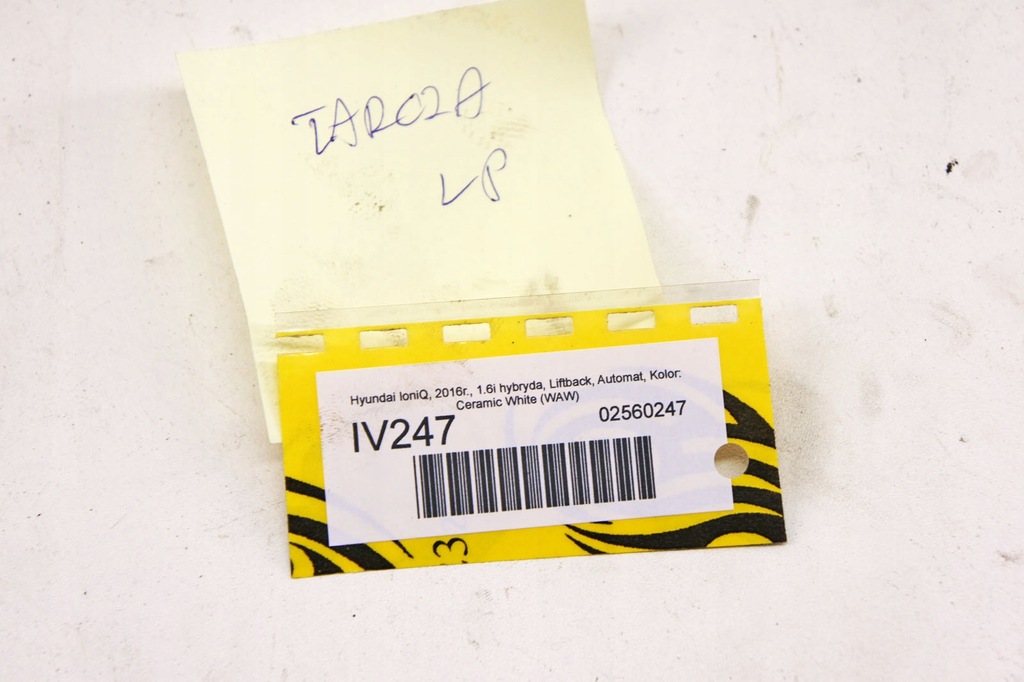 TARCZA
LP
Hyundai IoniQ, 2016r., 1.6i hybryda, Liftback, Automat, Kolor:
Ceramic White (WAW)
IV247
02560247